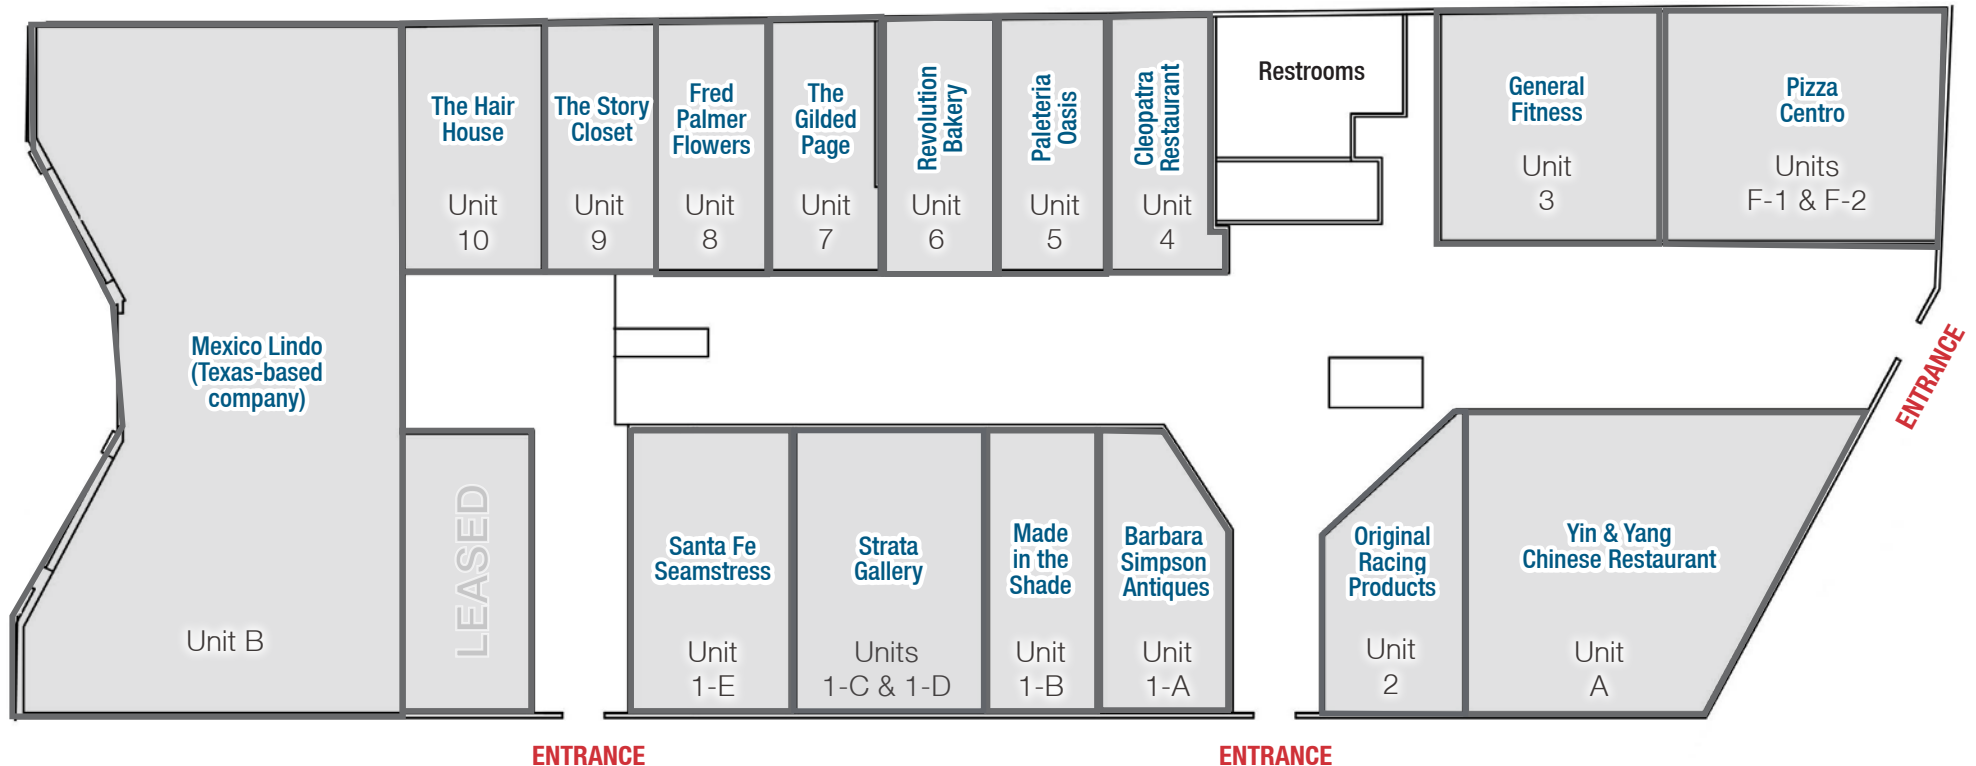 The Hair
House
Unit
10
The Story
Closet
Unit
9
Fred
Palmer
Flowers
Unit
8
The
Gilded
Page
Unit
7
Revolution
Bakery
Unit
6
Paleteria
Oasis
Unit
5
Cleopatra
Restaurant
Unit
4
Restrooms
General
Fitness
Unit
3
Pizza
Centro
Units
F-1 & F-2
Mexico Lindo
(Texas-based
company)
Unit B
LEASED
Santa Fe
Seamstress
Unit
1-E
Strata
Gallery
Units
1-C & 1-D
Made
in the
Shade
Unit
1-B
Barbara
Simpson
Antiques
Unit
1-A
Original
Racing
Products
Unit
2
Yin & Yang
Chinese Restaurant
Unit
A
ENTRANCE
ENTRANCE
ENTRANCE